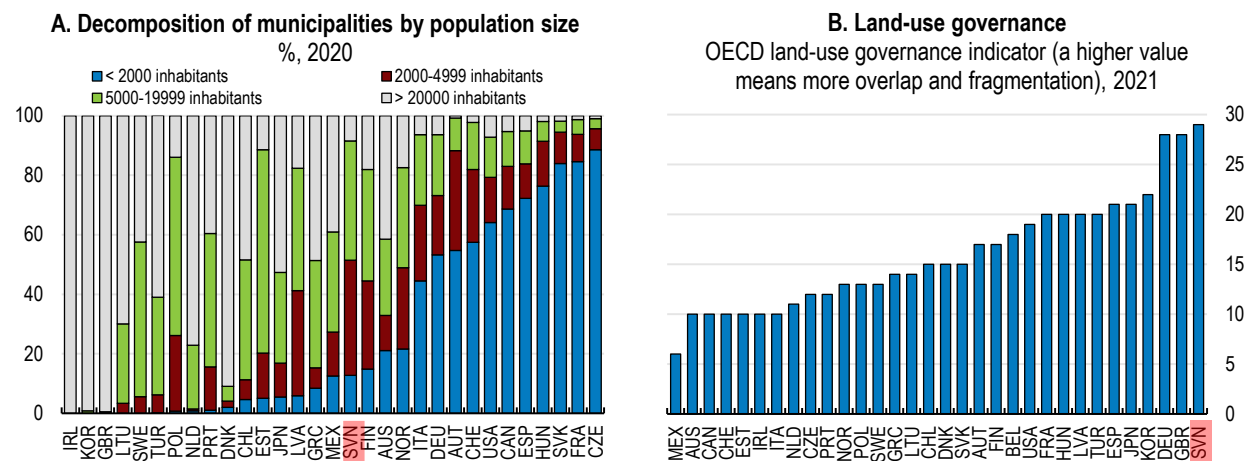 A. Decomposition of municipalities by population size
%, 2020
< 2000 inhabitants
2000-4999 inhabitants
5000-19999 inhabitants
> 20000 inhabitants
100
80
60
40
20
0
IRL KOR GBR LTU SWE TUR POL NLD PRT DNK CHL EST JPN LVA GRC MEX SVN FIN AUS NOR ITA DEU AUT CHE USA CAN ESP HUN SVK FRA CZE
B. Land-use governance
OECD land-use governance indicator (a higher value
means more overlap and fragmentation), 2021
30
25
20
15
10
5
0
MEX AUS CAN CHE EST IRL ITA NLD CZE PRT NOR POL SWE GRC LTU CHL DNK SVK AUT FIN BEL USA FRA HUN LVA TUR ESP JPN KOR DEU GBR SVN